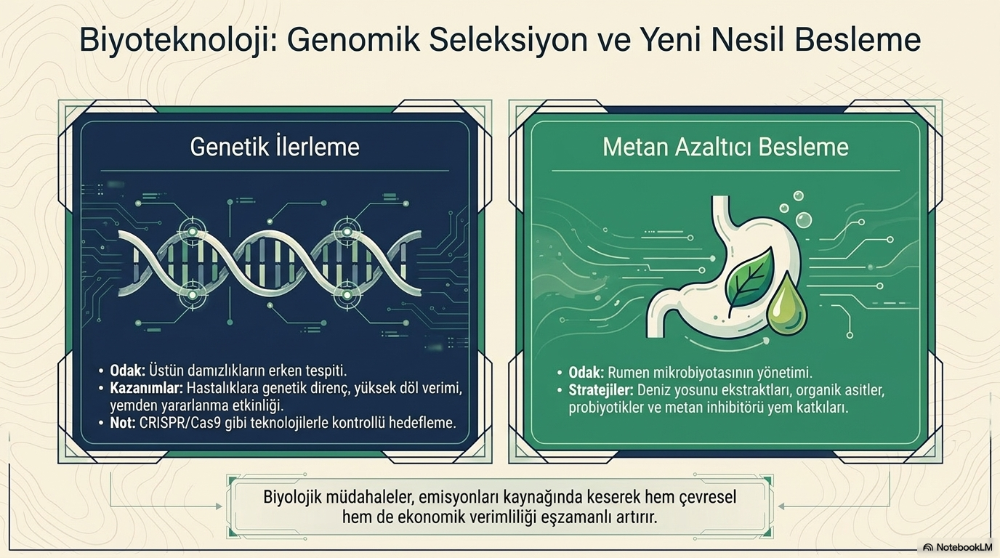 Biyoteknoloji: Genomik Seleksiyon ve Yeni Nesil Besleme
Genetik İlerleme
• Odak: Üstün damızlıkların erken tespiti.
• Kazanımlar: Hastalıklara genetik direnç, yüksek döl verimi,
yemden yararlanma etkinliği.
• Not: CRISPR/Cas9 gibi teknolojilerle kontrollü hedefleme.
Metan Azaltıcı Besleme
• Odak: Rumen mikrobiyotasının yönetimi.
• Stratejiler: Deniz yosunu ekstraktları, organik asitler,
probiyotikler ve metan inhibitörü yem katkıları.
Biyolojik müdahaleler, emisyonları kaynağında keserek hem çevresel
hem de ekonomik verimliliği eşzamanlı artırır.
NotebookLM